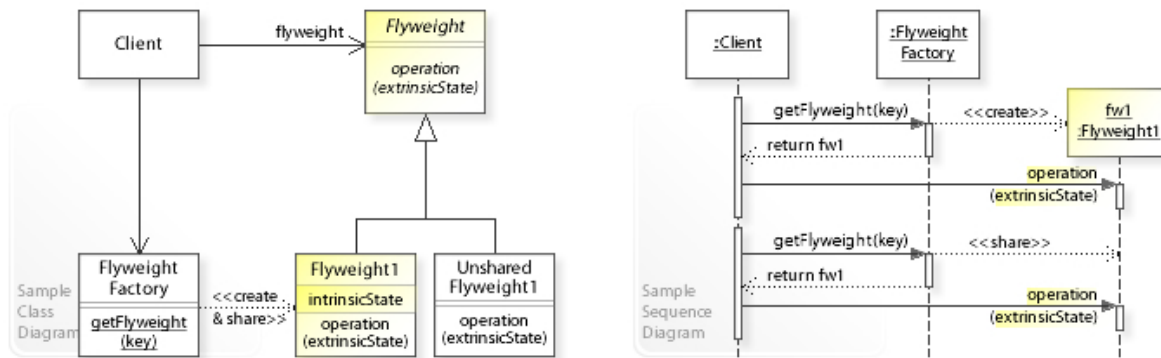 Client
flyweight
Flyweight
operation
(extrinsicState)
Flyweight
Factory
getFlyweight
(key)
<<create
& share>>
Flyweight1
intrinsicState
operation
(extrinsicState)
Unshared
Flyweight1
operation
(extrinsicState)
Sample
Class
Diagram
:Client
:Flyweight
Factory
getFlyweight(key)
<<create>>
fw1
:Flyweight1
return fw1
operation
(extrinsicState)
getFlyweight(key)
<<share>>
return fw1
operation
(extrinsicState)
Sample
Sequence
Diagram